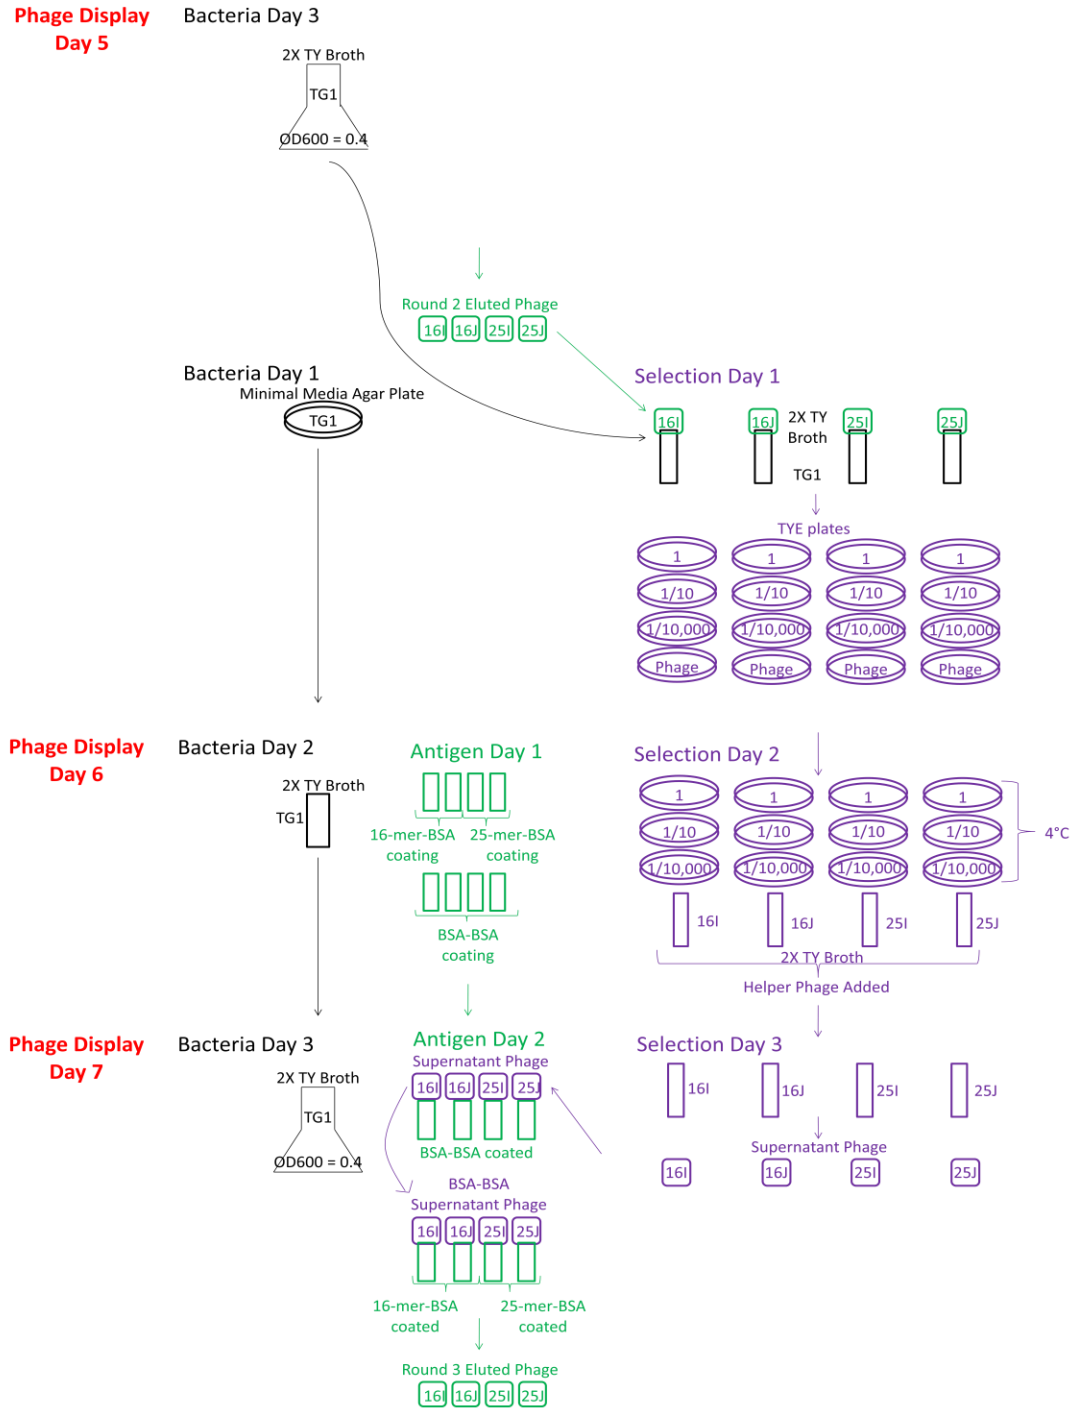 Phage Display
Day 5
Bacteria Day 3
2X TY Broth
TG1
OD600 = 0.4
Round 2 Eluted Phage
16I 16J 25I 25J
Bacteria Day 1
Minimal Media Agar Plate
TG1
Selection Day 1
16I 16J 25I 25J
2X TY
Broth
TG1
TYE plates
1 1 1 1
1/10 1/10 1/10 1/10
1/10,000 1/10,000 1/10,000 1/10,000
Phage Phage Phage Phage
Phage Display
Day 6
Bacteria Day 2
2X TY Broth
TG1
Antigen Day 1
16-mer-BSA
coating
25-mer-BSA
coating
BSA-BSA
coating
Selection Day 2
1 1 1 1
1/10 1/10 1/10 1/10
1/10,000 1/10,000 1/10,000 1/10,000
4°C
16I 16J 25I 25J
2X TY Broth
Helper Phage Added
Phage Display
Day 7
Bacteria Day 3
2X TY Broth
TG1
OD600 = 0.4
Antigen Day 2
Supernatant Phage
16I 16J 25I 25J
BSA-BSA coated
BSA-BSA
Supernatant Phage
16I 16J 25I 25J
16-mer-BSA
coated
25-mer-BSA
coated
Round 3 Eluted Phage
16I 16J 25I 25J
Selection Day 3
16I 16J 25I 25J
Supernatant Phage
16I 16J 25I 25J